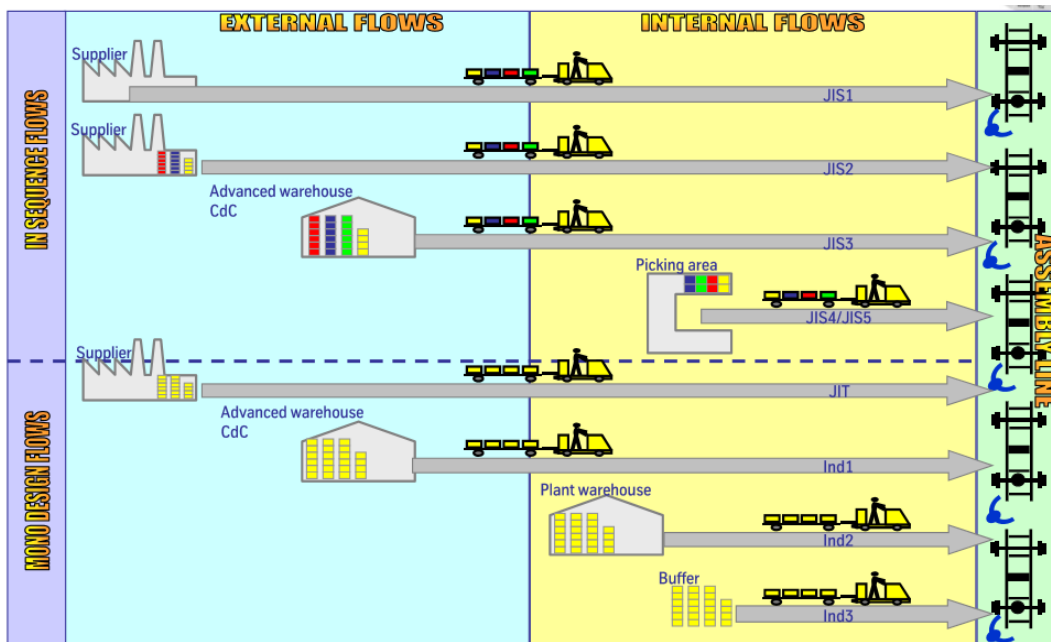 EXTERNAL FLOWS
INTERNAL FLOWS
IN SEQUENCE FLOWS
Supplier
JIS1
Supplier
JIS2
Advanced warehouse
CdC
JIS3
Picking area
JIS4/JIS5
ASSEMBLY LINE
MONO DESIGN FLOWS
Supplier
JIT
Advanced warehouse
CdC
Ind1
Plant warehouse
Ind2
Buffer
Ind3